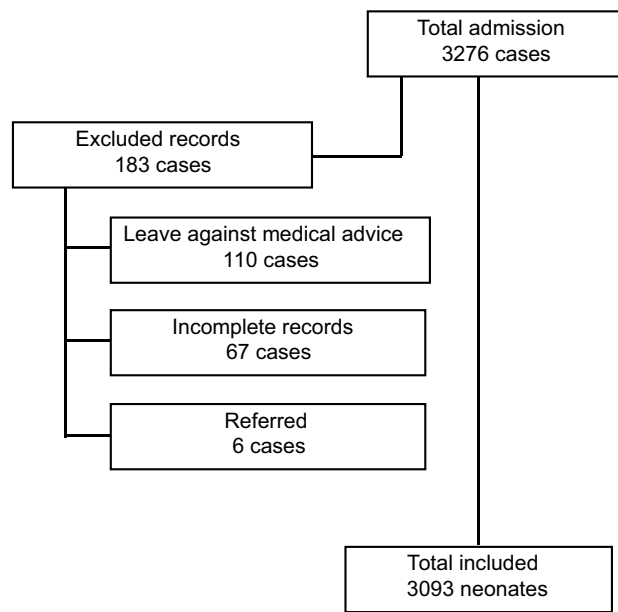 Total admission
3276 cases
Excluded records
183 cases
Leave against medical advice
110 cases
Incomplete records
67 cases
Referred
6 cases
Total included
3093 neonates